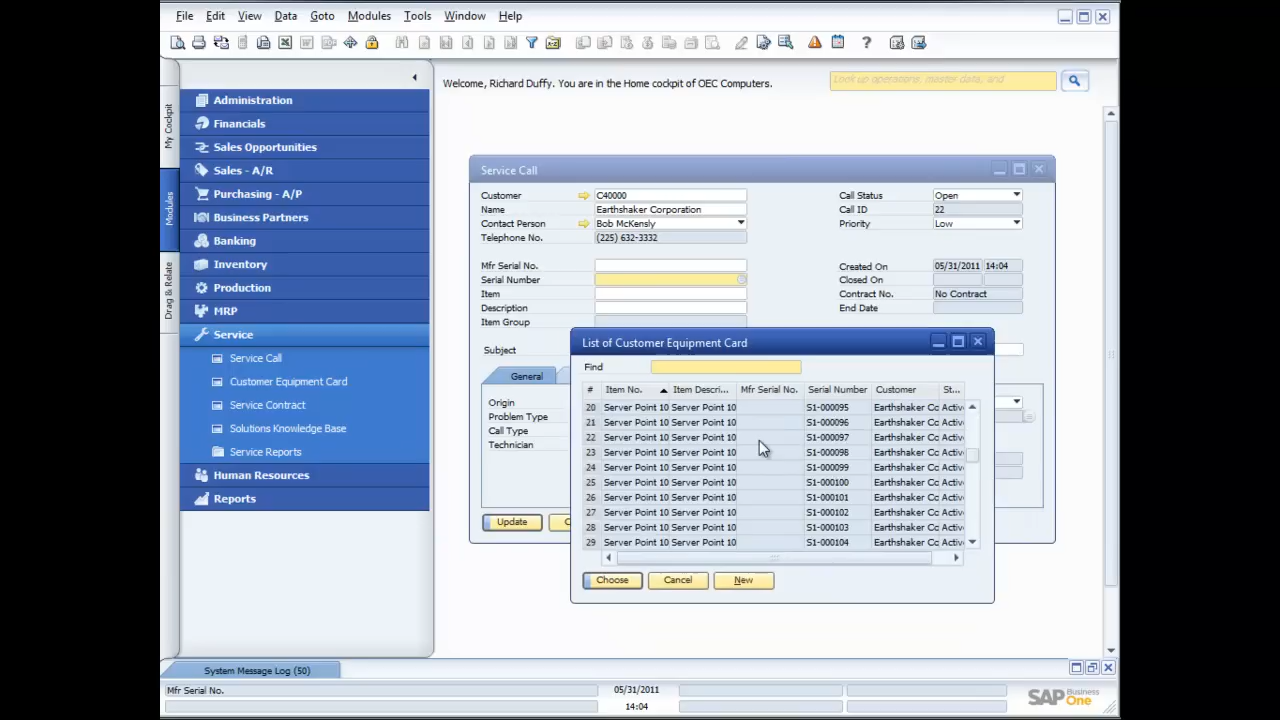 File Edit View Data Goto Modules Tools Window Help
Welcome, Richard Duffy. You are in the Home cockpit of OEC Computers.
Look up operations, master data, and
My Cockpit
Modules
Drag & Relate
Administration
Financials
Sales Opportunities
Sales - A/R
Purchasing - A/P
Business Partners
Banking
Inventory
Production
MRP
Service
Service Call
Customer Equipment Card
Service Contract
Solutions Knowledge Base
Service Reports
Human Resources
Reports
Service Call
Customer C40000 Call Status Open
Name Earthshaker Corporation Call ID 22
Contact Person Bob McKensly Priority Low
Telephone No. (225) 632-3332
Mfr Serial No. Created On 05/31/2011 14:04
Serial Number Closed On
Item Contract No. No Contract
Description End Date
Item Group
Subject
General
Origin
Problem Type
Call Type
Technician
Update
List of Customer Equipment Card
Find
# Item No. Item Descri... Mfr Serial No. Serial Number Customer St...
20 Server Point 10 Server Point 10 S1-000095 Earthshaker Co Activ
21 Server Point 10 Server Point 10 S1-000096 Earthshaker Co Activ
22 Server Point 10 Server Point 10 S1-000097 Earthshaker Co Activ
23 Server Point 10 Server Point 10 S1-000098 Earthshaker Co Activ
24 Server Point 10 Server Point 10 S1-000099 Earthshaker Co Activ
25 Server Point 10 Server Point 10 S1-000100 Earthshaker Co Activ
26 Server Point 10 Server Point 10 S1-000101 Earthshaker Co Activ
27 Server Point 10 Server Point 10 S1-000102 Earthshaker Co Activ
28 Server Point 10 Server Point 10 S1-000103 Earthshaker Co Activ
29 Server Point 10 Server Point 10 S1-000104 Earthshaker Co Activ
Choose Cancel New
System Message Log (50)
Mfr Serial No. 05/31/2011
14:04
SAP Business One